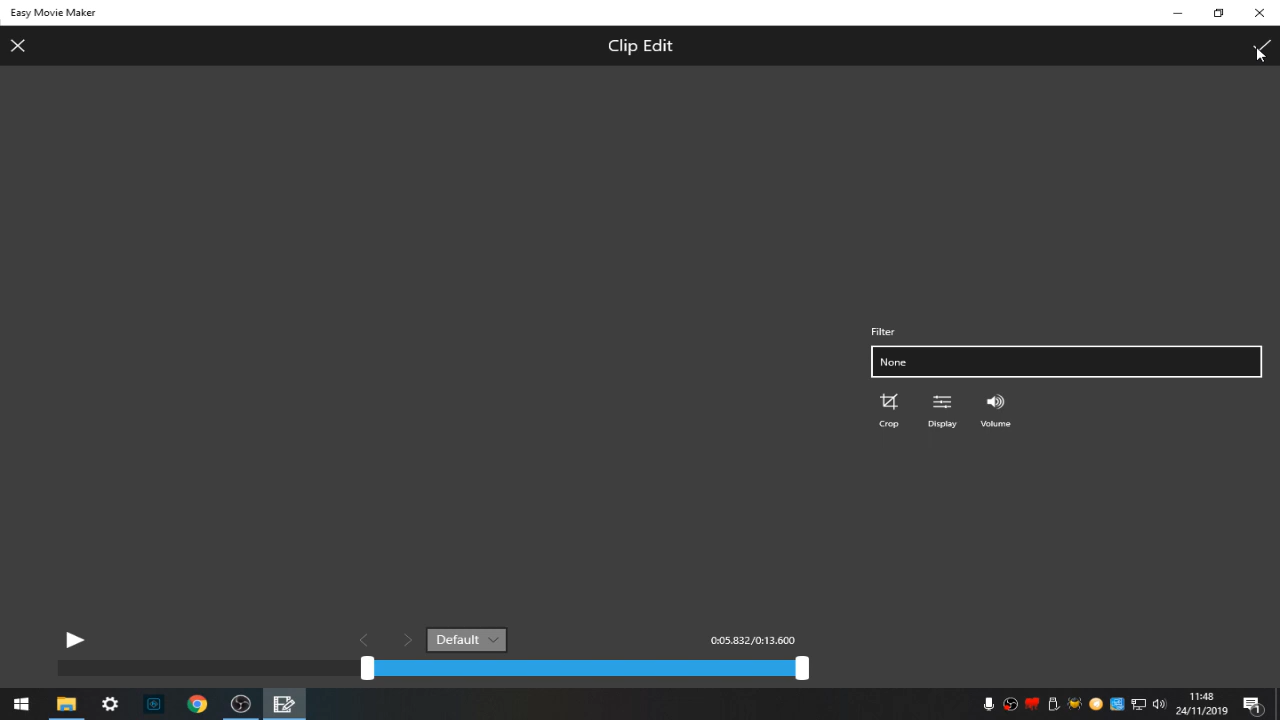 Easy Movie Maker
Clip Edit
Filter
None
Crop
Display
Volume
Default
0:05.832/0:13.600
11:48
24/11/2019
1